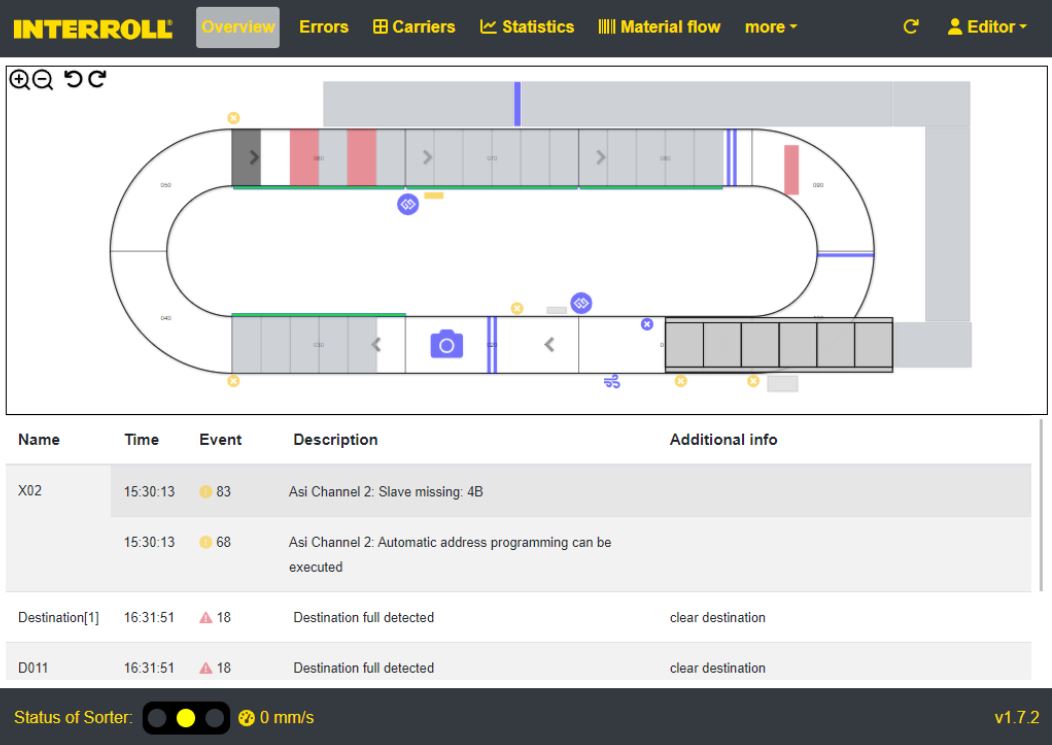 INTERROLL
Overview
Errors
Carriers
Statistics
Material flow
more
Editor
050
060
070
080
090
040
030
020
Name Time Event Description Additional info
X02 15:30:13 83 Asi Channel 2: Slave missing: 4B
15:30:13 68 Asi Channel 2: Automatic address programming can be
executed
Destination[1] 16:31:51 18 Destination full detected clear destination
D011 16:31:51 18 Destination full detected clear destination
Status of Sorter: 0 mm/s v1.7.2